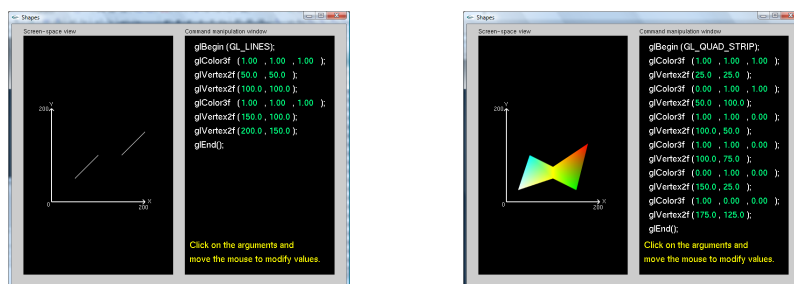 Shapes
Screen-space view
Command manipulation window
glBegin (GL_LINES);
glColor3f (1.00 , 1.00 , 1.00 );
glVertex2f (50.0 , 50.0 );
glVertex2f (100.0 , 100.0 );
glColor3f (1.00 , 1.00 , 1.00 );
glVertex2f (150.0 , 100.0 );
glVertex2f (200.0 , 150.0 );
glEnd();
Y
200
0
200
X
Click on the arguments and
move the mouse to modify values.
Shapes
Screen-space view
Command manipulation window
glBegin (GL_QUAD_STRIP);
glColor3f (1.00 , 1.00 , 1.00 );
glVertex2f (25.0 , 25.0 );
glColor3f (0.00 , 1.00 , 1.00 );
glVertex2f (50.0 , 100.0 );
glColor3f (1.00 , 1.00 , 0.00 );
glVertex2f (100.0 , 50.0 );
glColor3f (1.00 , 1.00 , 0.00 );
glVertex2f (100.0 , 75.0 );
glColor3f (0.00 , 1.00 , 0.00 );
glVertex2f (150.0 , 25.0 );
glColor3f (1.00 , 0.00 , 0.00 );
glVertex2f (175.0 , 125.0 );
glEnd();
Y
200
0
200
X
Click on the arguments and
move the mouse to modify values.